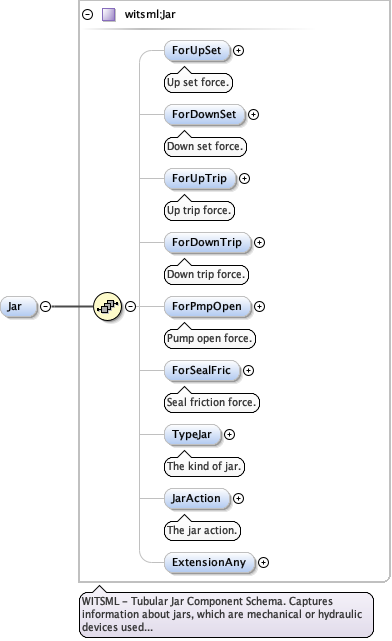 witsml:Jar
ForUpSet
Up set force.
ForDownSet
Down set force.
ForUpTrip
Up trip force.
ForDownTrip
Down trip force.
Jar
ForPmpOpen
Pump open force.
ForSealFric
Seal friction force.
TypeJar
The kind of jar.
JarAction
The jar action.
ExtensionAny
WITSML - Tubular Jar Component Schema. Captures
information about jars, which are mechanical or hydraulic
devices used...